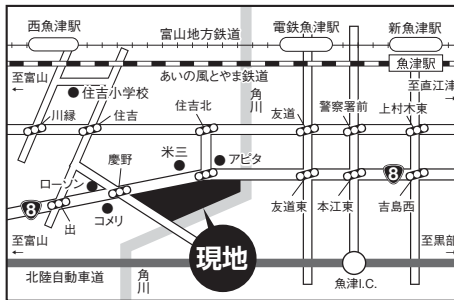 西魚津駅
富山地方鉄道
電鉄魚津駅
新魚津駅
魚津駅
至富山
あいの風とやま鉄道
至直江津
住吉小学校
角川
川縁
住吉
住吉北
友道
警察署前
上村木東
米三
アピタ
慶野
ローソン
8
出
コメリ
友道東
本江東
8
吉島西
現地
至富山
至黒部
北陸自動車道
角川
魚津I.C.